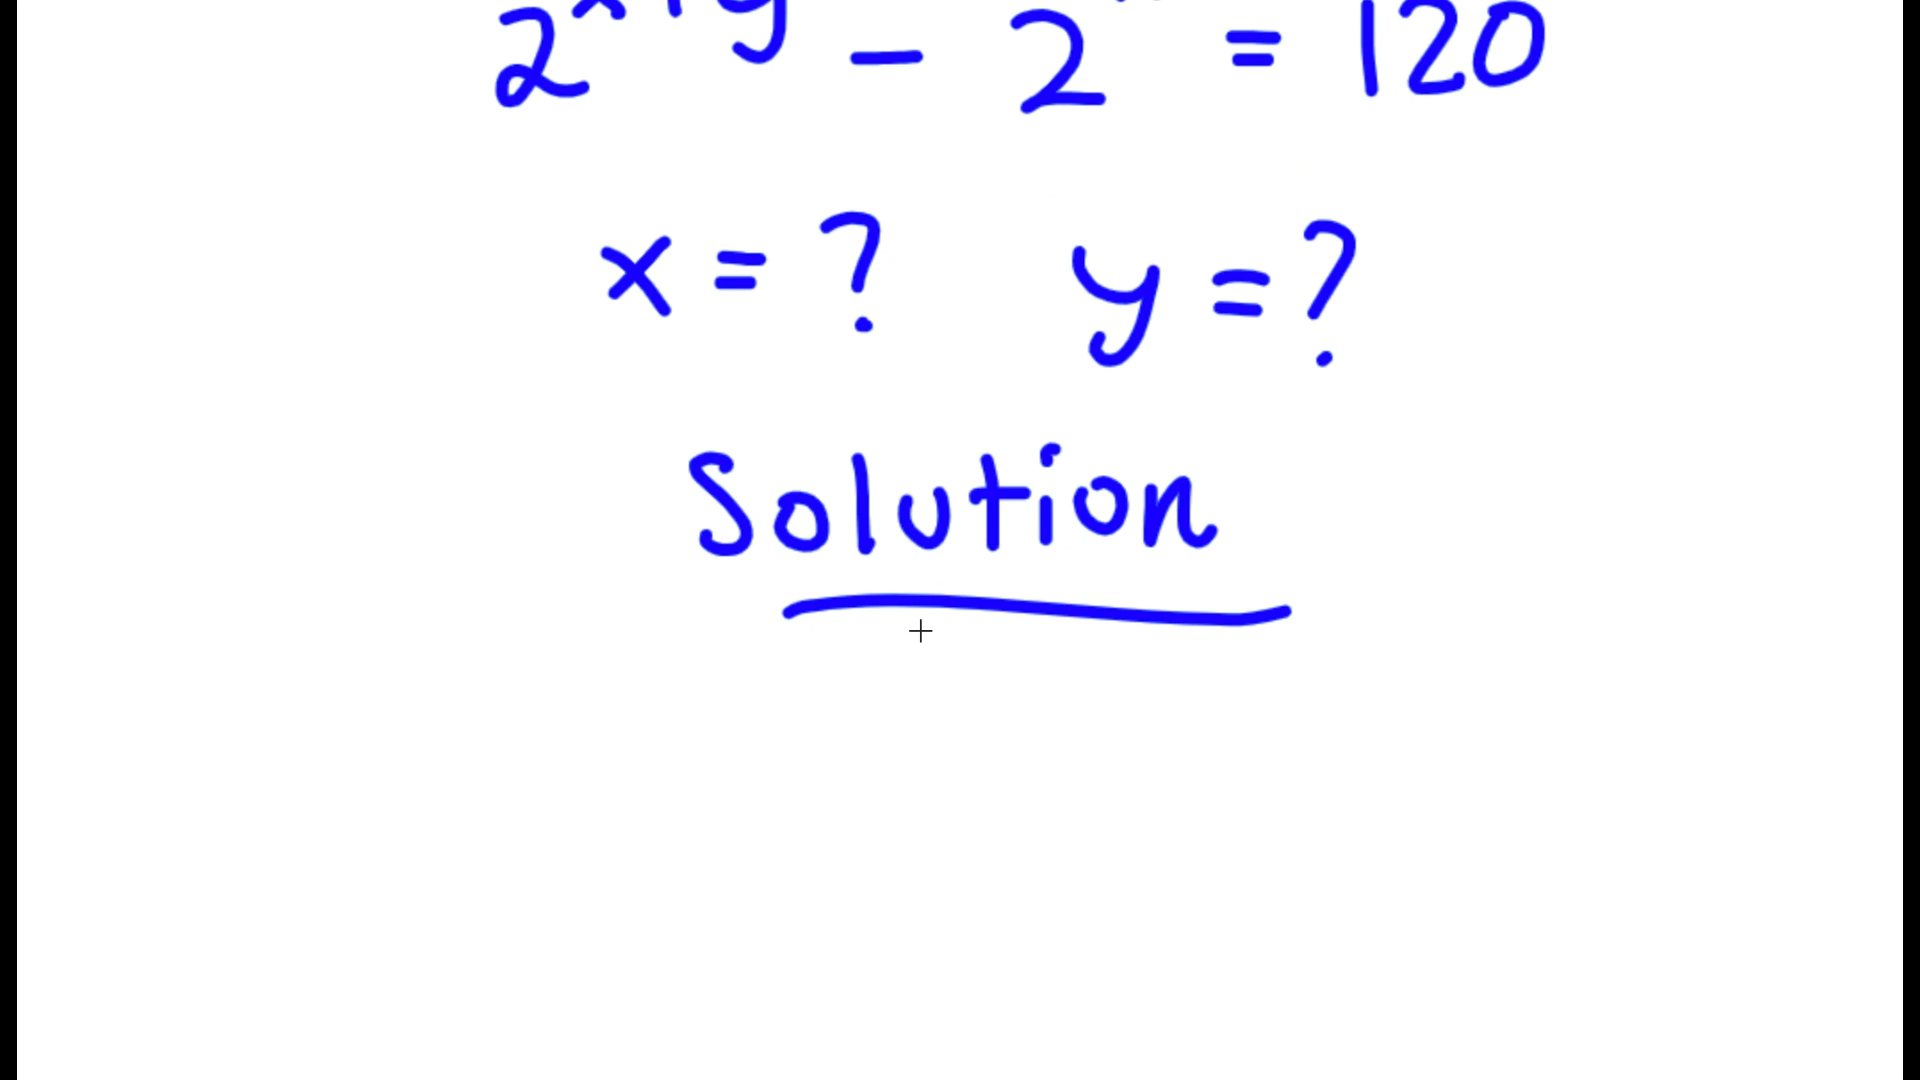 2^{x+y} - 2 = 120
x = ? y = ?
Solution